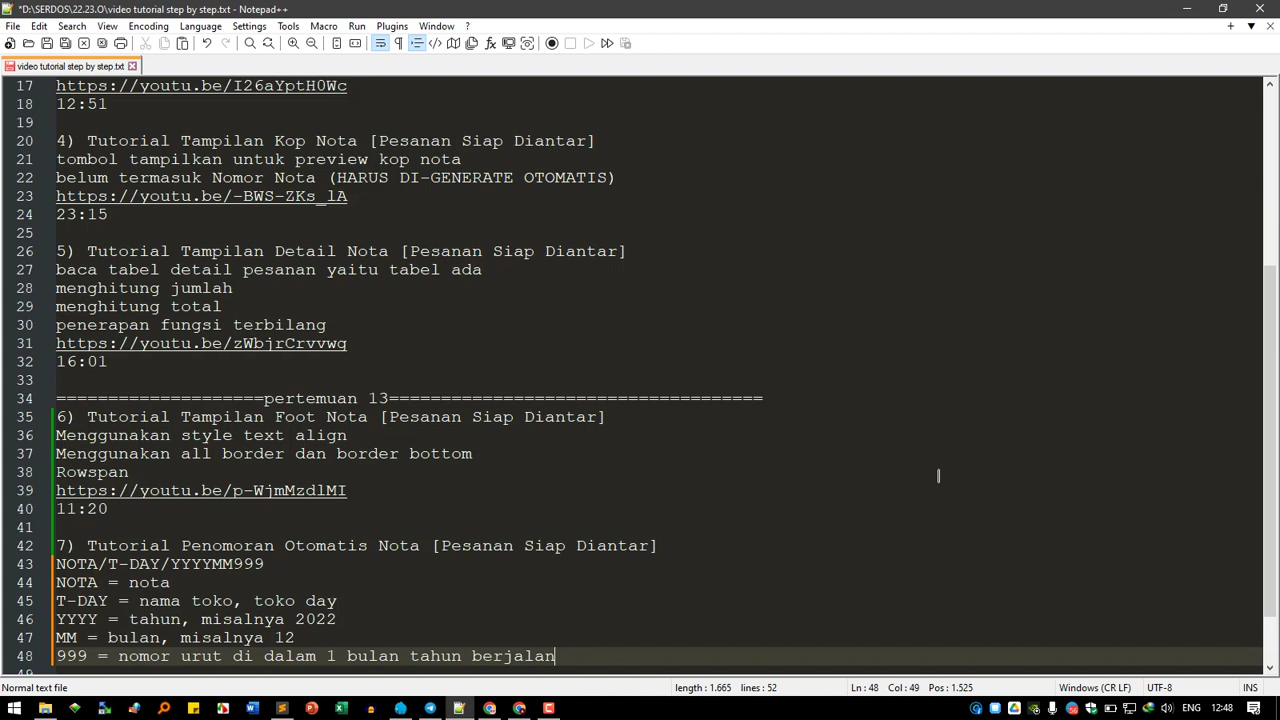 *D:\SERDOS\22.23.O\video tutorial step by step.txt - Notepad++
File Edit Search View Encoding Language Settings Tools Macro Run Plugins Window ?
video tutorial step by step.txt
17 https://youtu.be/I26aYptH0Wc
18 12:51
19
20 4) Tutorial Tampilan Kop Nota [Pesanan Siap Diantar]
21 tombol tampilkan untuk preview kop nota
22 belum termasuk Nomor Nota (HARUS DI-GENERATE OTOMATIS)
23 https://youtu.be/-BWS-ZKs_lA
24 23:15
25
26 5) Tutorial Tampilan Detail Nota [Pesanan Siap Diantar]
27 baca tabel detail pesanan yaitu tabel ada
28 menghitung jumlah
29 menghitung total
30 penerapan fungsi terbilang
31 https://youtu.be/zWbjrCrvvwg
32 16:01
33
34 ====================pertemuan 13====================================
35 6) Tutorial Tampilan Foot Nota [Pesanan Siap Diantar]
36 Menggunakan style text align
37 Menggunakan all border dan border bottom
38 Rowspan
39 https://youtu.be/p-WjmMzdlMI
40 11:20
41
42 7) Tutorial Penomoran Otomatis Nota [Pesanan Siap Diantar]
43 NOTA/T-DAY/YYYYMM999
44 NOTA = nota
45 T-DAY = nama toko, toko day
46 YYYY = tahun, misalnya 2022
47 MM = bulan, misalnya 12
48 999 = nomor urut di dalam 1 bulan tahun berjalan
49
Normal text file length : 1.665 lines : 52 Ln : 48 Col : 49 Pos : 1.525 Windows (CR LF) UTF-8 INS
12:48